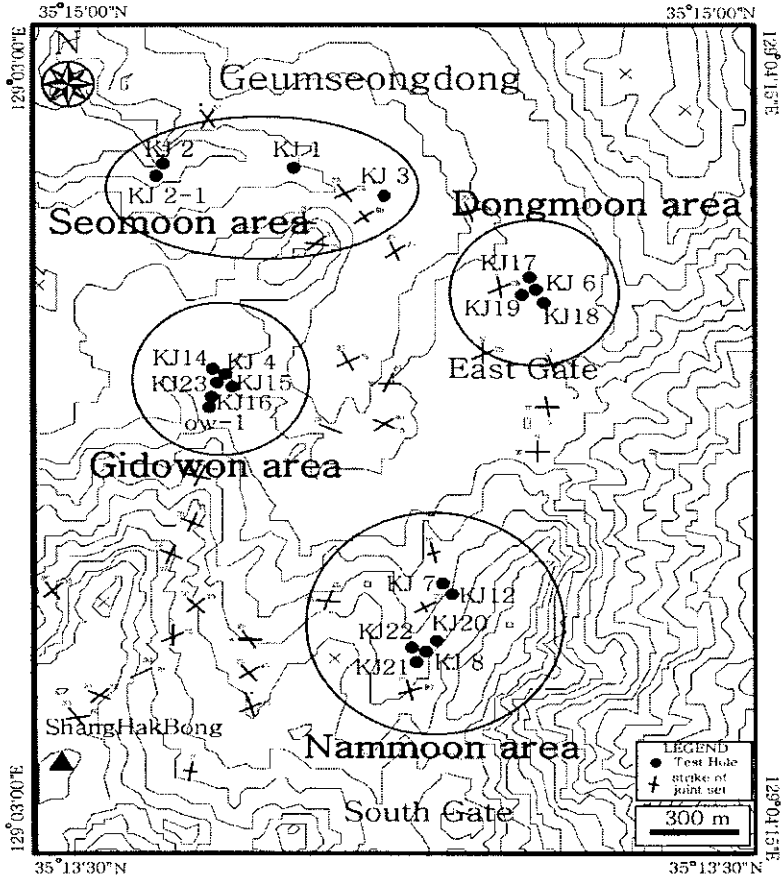 35°15'00"N 35°15'00"N
129°03'00"E
129°04'15"E
N
Geumseongdong
KJ 2
KJ 1
KJ 2-1
KJ 3
Seomoon area
Dongmoon area
KJ17
KJ 6
KJ19
KJ18
KJ14
KJ 4
East Gate
KJ23
KJ15
KJ16
ow-1
Gidowon area
KJ 7
KJ12
KJ20
KJ22
KJ21
KJ 8
ShangHakBong
Nammoon area
LEGEND
Test Hole
strike of
joint set
South Gate
300 m
129°03'00"E
129°04'15"E
35°13'30"N 35°13'30"N